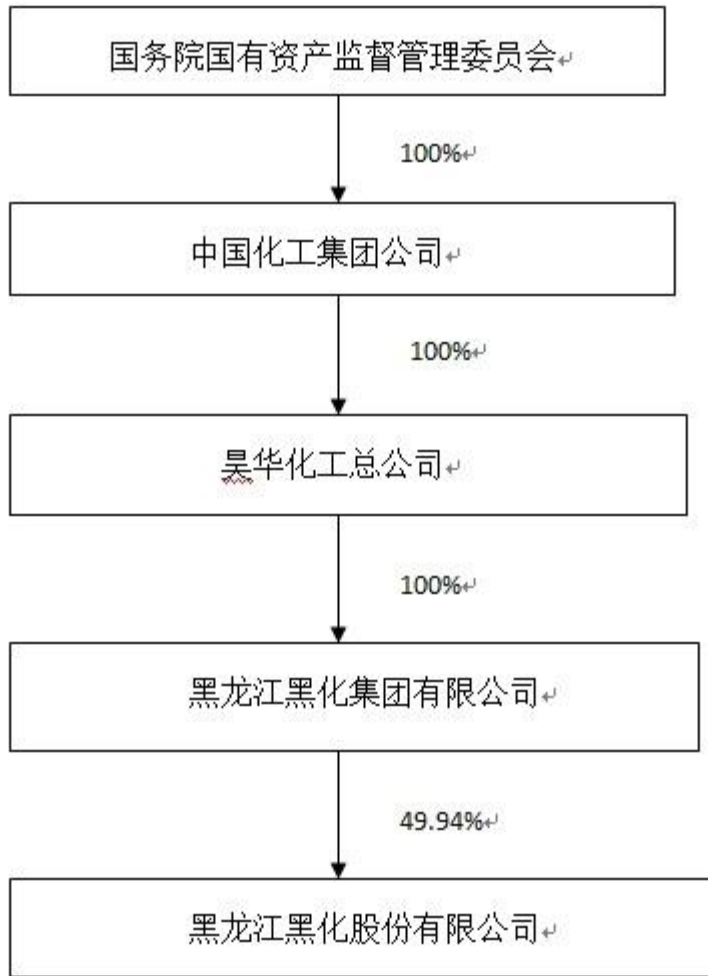 国务院国有资产监督管理委员会
100%
中国化工集团公司
100%
昊华化工总公司
100%
黑龙江黑化集团有限公司
49.94%
黑龙江黑化股份有限公司